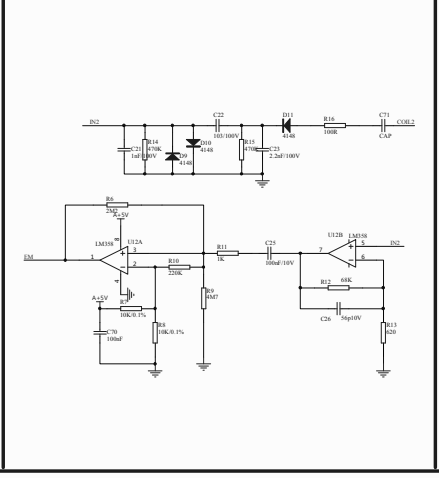 C22
103/100V
D11
4148
R16
100R
C71
CAP
COIL2
IN2
C21
1nF/100V
R14
470K
D9
4148
D10
4148
R15
470K
C23
2.2nF/100V
R6
2M2
A+5V
8
LM358
U12A
EM
1
3
2
4
R11
1K
R10
220K
R9
4M7
C25
100nF/10V
U12B
LM358
7
5
6
IN2
R12
68K
C26
56p10V
R13
620
A+5V
R7
10K/0.1%
C70
100nF
R8
10K/0.1%